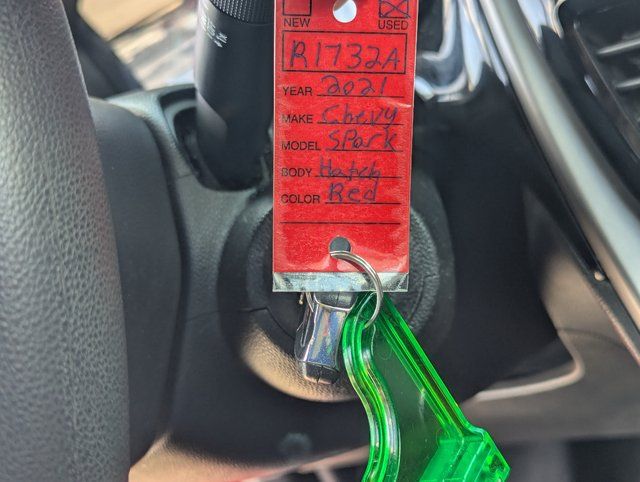 NEW USED
R1732A
YEAR 2021
MAKE Chevy
MODEL SPark
BODY Hatch
COLOR Red